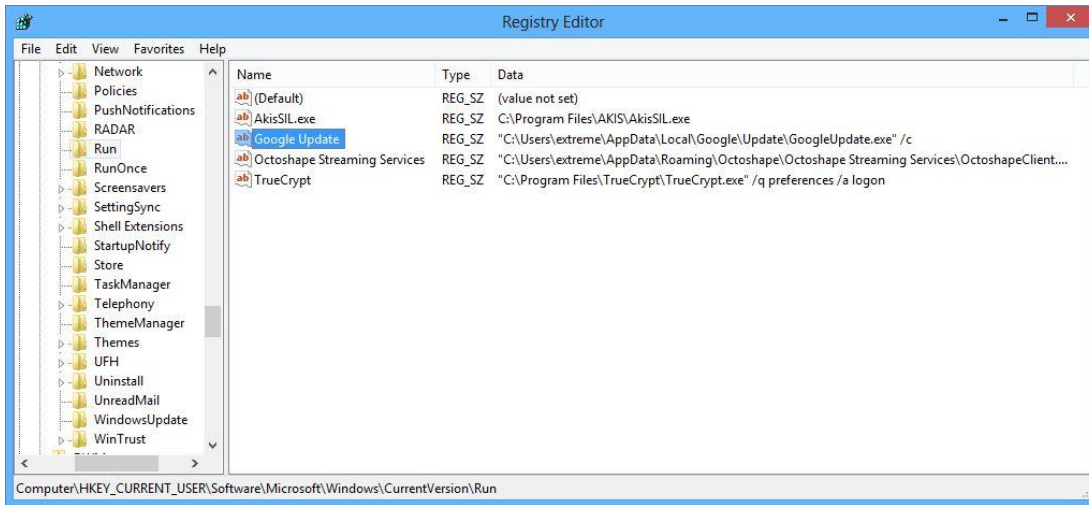 Registry Editor
File Edit View Favorites Help
Network
Policies
PushNotifications
RADAR
Run
RunOnce
Screensavers
SettingSync
Shell Extensions
StartupNotify
Store
TaskManager
Telephony
ThemeManager
Themes
UFH
Uninstall
UnreadMail
WindowsUpdate
WinTrust
Name Type Data
(Default) REG_SZ (value not set)
AkisSIL.exe REG_SZ C:\Program Files\AKIS\AkisSIL.exe
Google Update REG_SZ "C:\Users\extreme\AppData\Local\Google\Update\GoogleUpdate.exe" /c
Octoshape Streaming Services REG_SZ "C:\Users\extreme\AppData\Roaming\Octoshape\Octoshape Streaming Services\OctoshapeClient....
TrueCrypt REG_SZ "C:\Program Files\TrueCrypt\TrueCrypt.exe" /q preferences /a logon
Computer\HKEY_CURRENT_USER\Software\Microsoft\Windows\CurrentVersion\Run